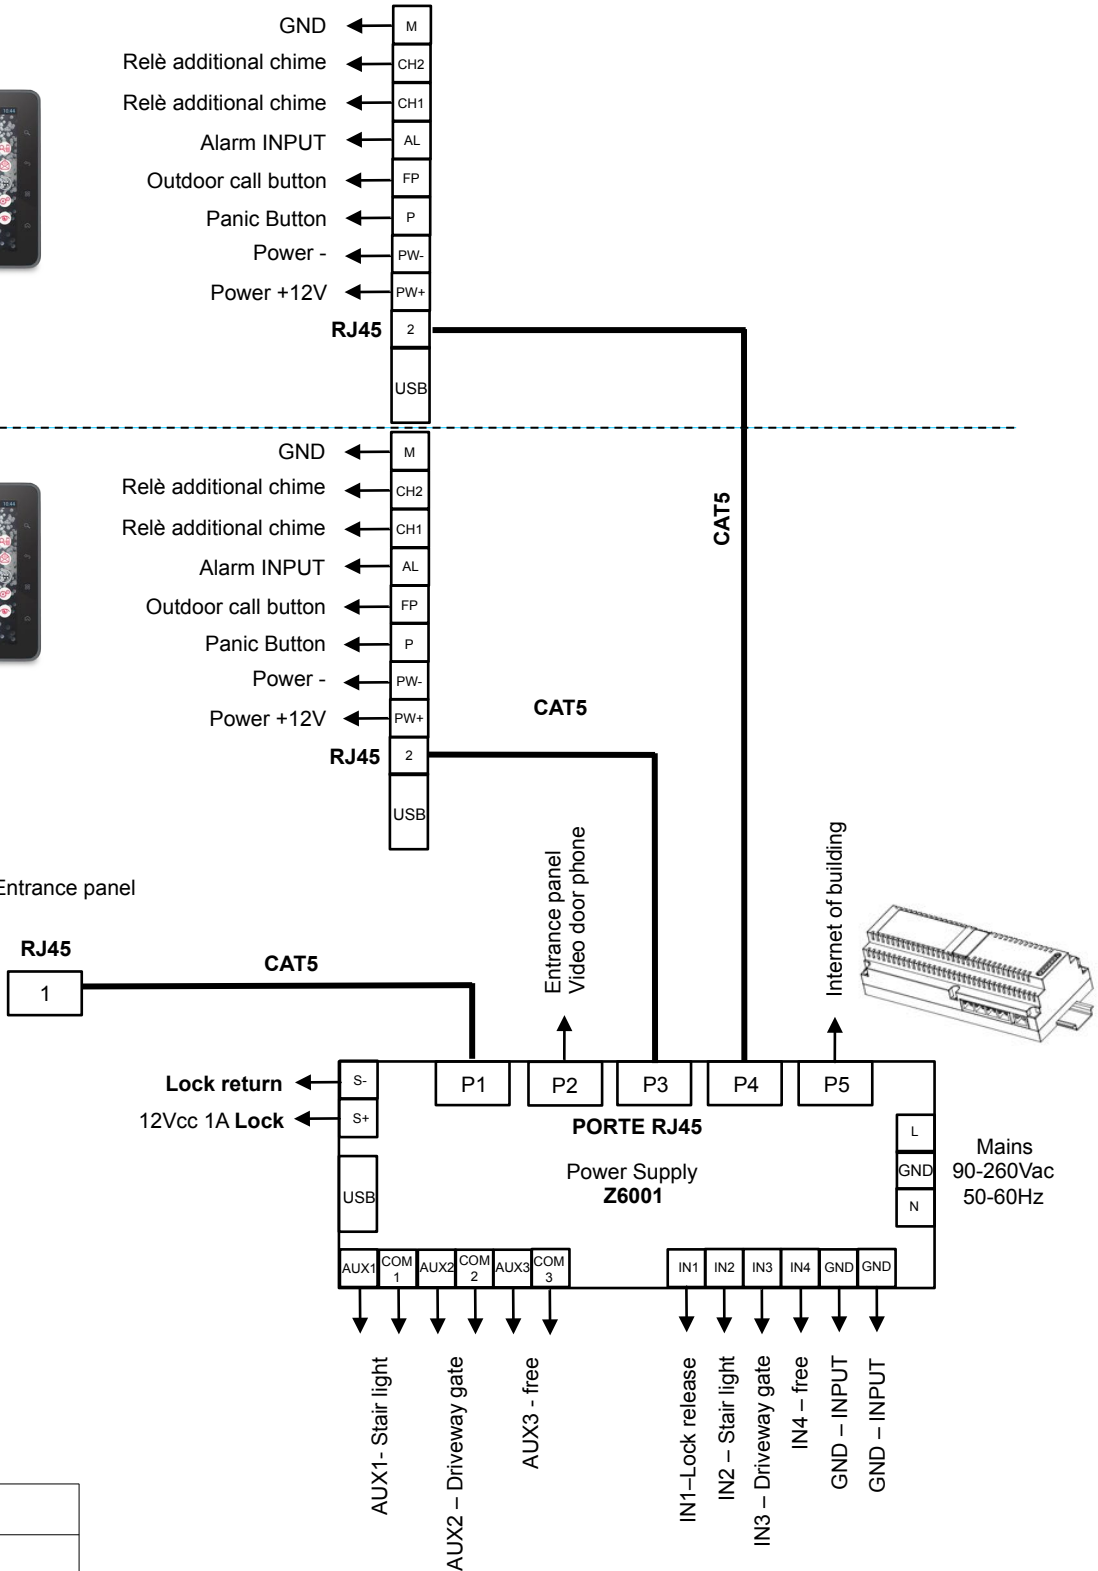 GND M
Relè additional chime CH2
Relè additional chime CH1
Alarm INPUT AL
Outdoor call button FP
Panic Button P
Power - PW-
Power +12V PW+
RJ45 2
USB
GND M
Relè additional chime CH2
Relè additional chime CH1
Alarm INPUT AL
Outdoor call button FP
Panic Button P
Power - PW-
Power +12V PW+
RJ45 2
USB
CAT5
CAT5
Entrance panel
RJ45
1
CAT5
Entrance panel
Video door phone
Internet of building
Lock return S-
12Vcc 1A Lock S+
USB
P1 P2 P3 P4 P5
PORTE RJ45
Power Supply
Z6001
L
GND
N
Mains
90-260Vac
50-60Hz
AUX1 COM 1 AUX2 COM 2 AUX3 COM 3
IN1 IN2 IN3 IN4 GND GND
AUX1- Stair light
AUX2 – Driveway gate
AUX3 - free
IN1–Lock release
IN2 – Stair light
IN3 – Driveway gate
IN4 – free
GND – INPUT
GND – INPUT